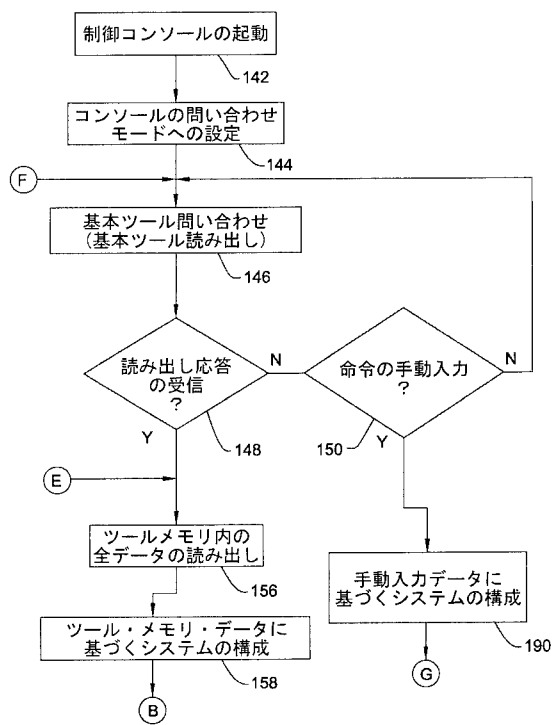 制御コンソールの起動
142
コンソールの問い合わせ
モードへの設定
144
F
基本ツール問い合わせ
(基本ツール読み出し)
146
読み出し応答
の受信
?
N
148
Y
命令の手動入力
?
N
150
Y
E
ツールメモリ内の
全データの読み出し
156
ツール・メモリ・データに
基づくシステムの構成
158
B
手動入力データに
基づくシステムの構成
190
G